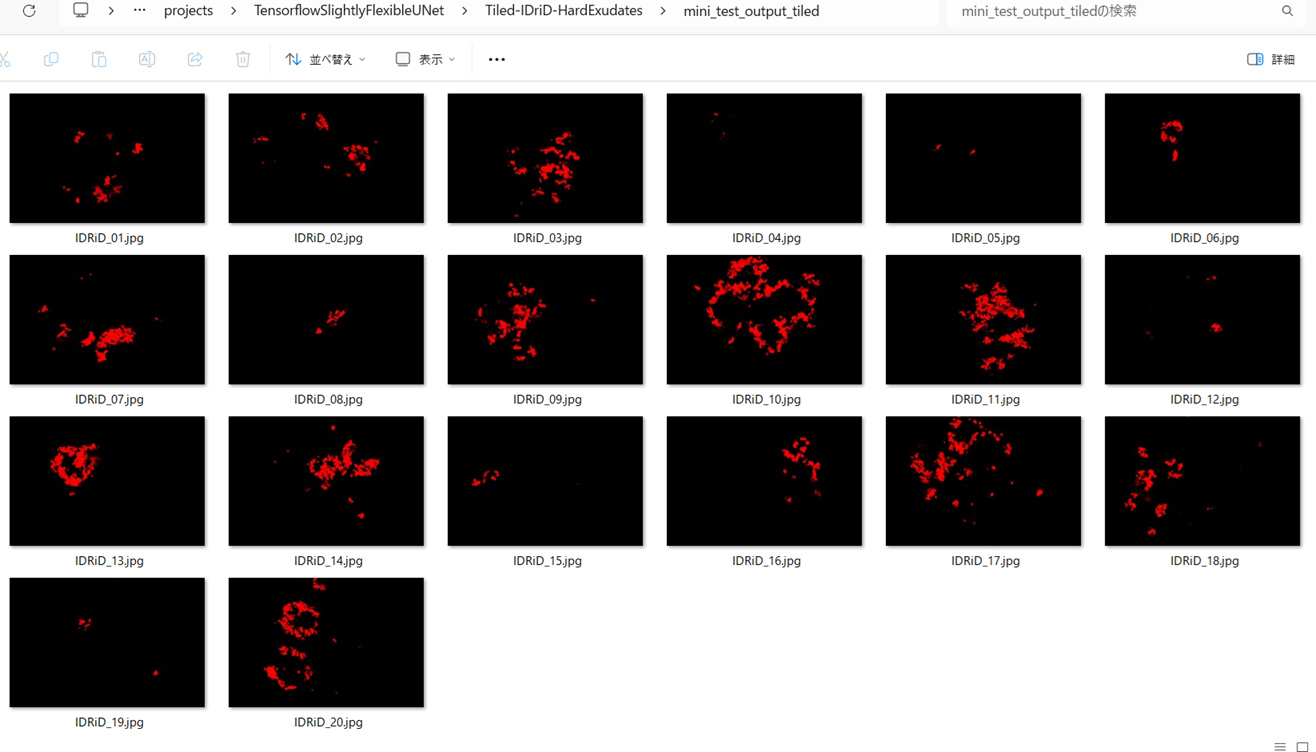 ··· projects > TensorflowSlightlyFlexibleUNet > Tiled-IDriD-HardExudates > mini_test_output_tiled
mini_test_output_tiledの検索
並べ替え 表示 ···
詳細
IDRiD_01.jpg IDRiD_02.jpg IDRiD_03.jpg IDRiD_04.jpg IDRiD_05.jpg IDRiD_06.jpg
IDRiD_07.jpg IDRiD_08.jpg IDRiD_09.jpg IDRiD_10.jpg IDRiD_11.jpg IDRiD_12.jpg
IDRiD_13.jpg IDRiD_14.jpg IDRiD_15.jpg IDRiD_16.jpg IDRiD_17.jpg IDRiD_18.jpg
IDRiD_19.jpg IDRiD_20.jpg